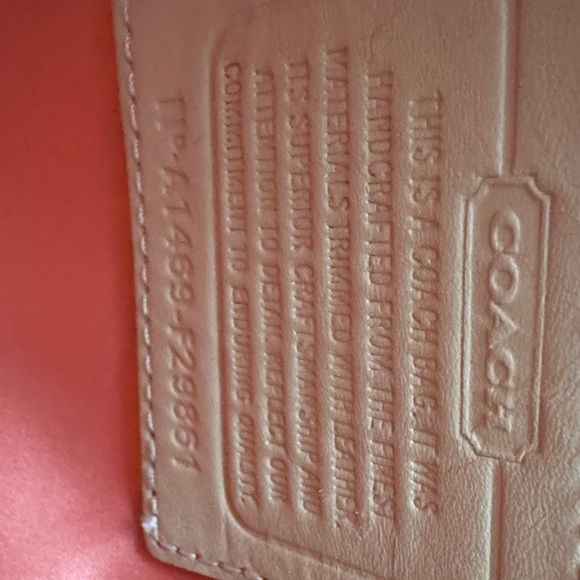 COACH
THIS IS A COACH BAG. IT WAS
HANDCRAFTED FROM THE FINEST
MATERIALS TRIMMED WITH LEATHER.
ITS SUPERIOR CRAFTSMANSHIP AND
ATTENTION TO DETAIL REFLECT OUR
COMMITMENT TO ENDURING QUALITY.
Nº A1469-F29861